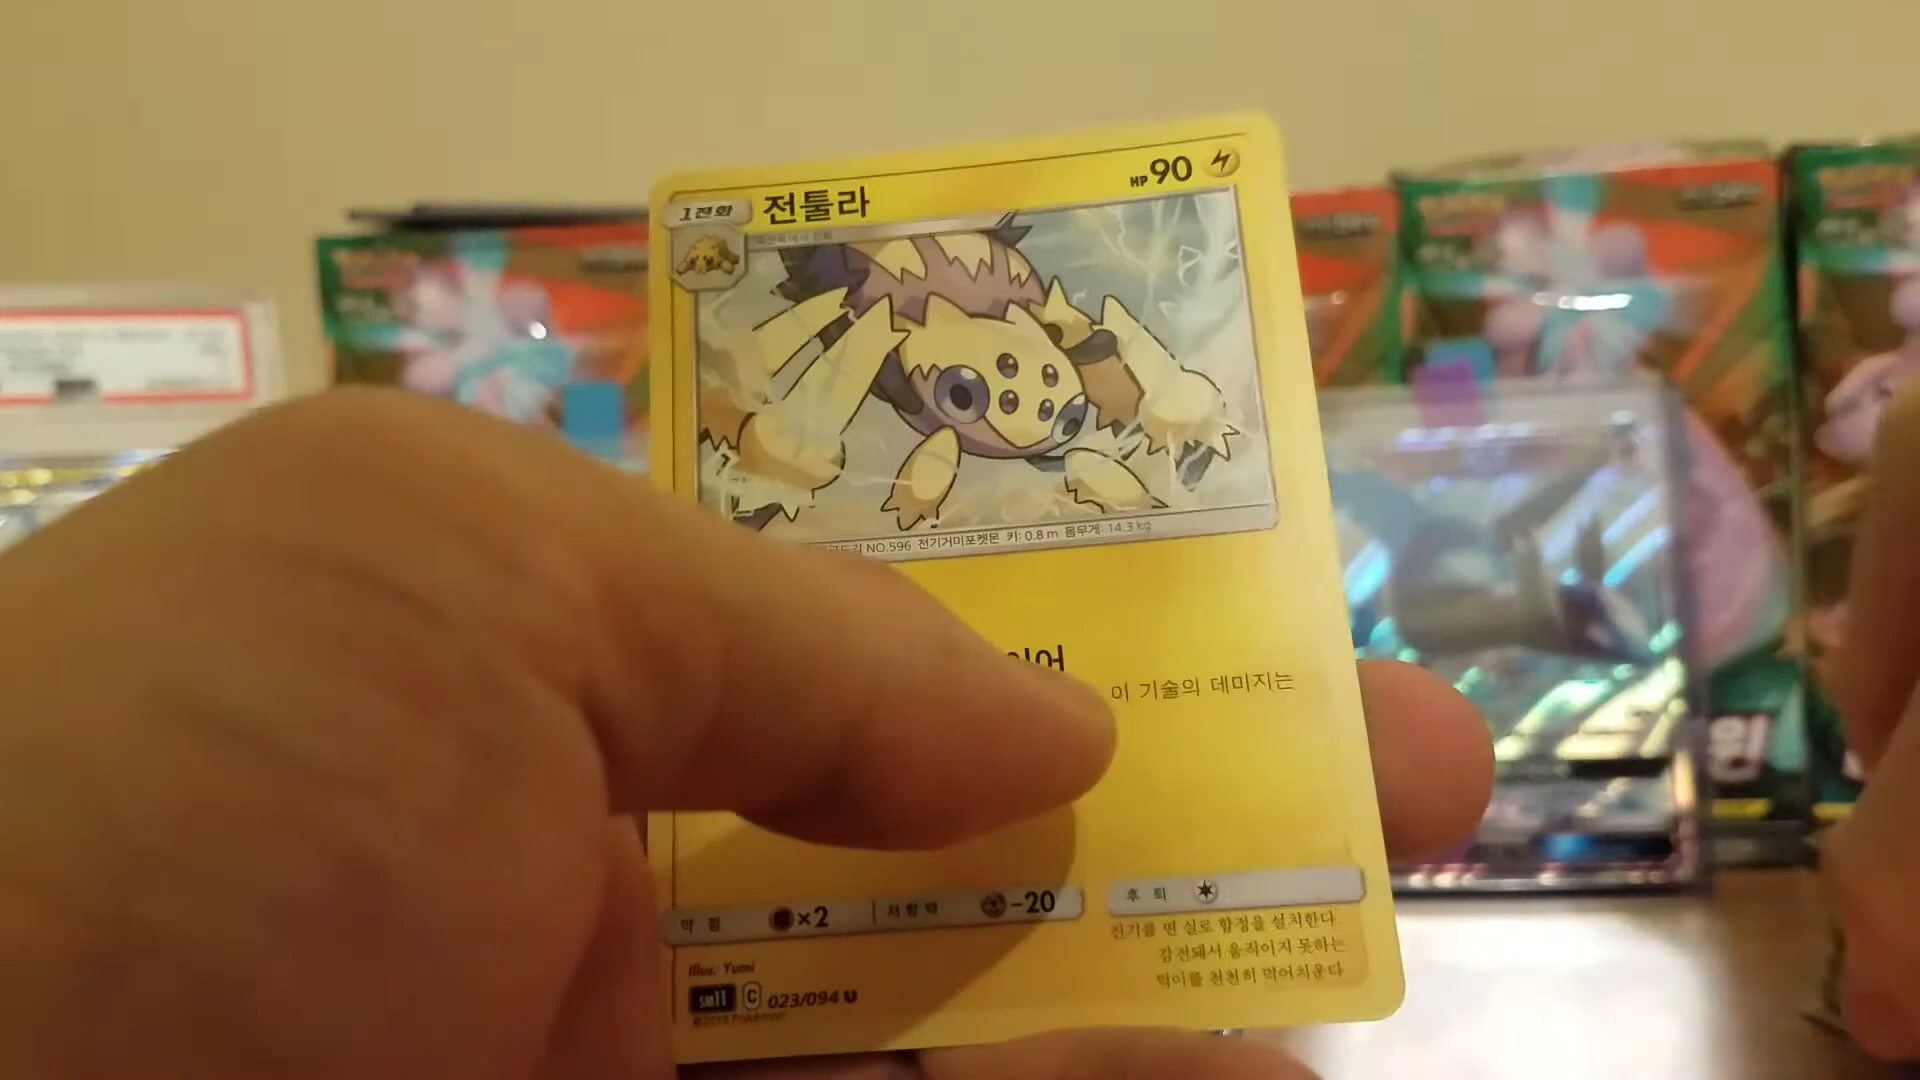 1진화 전툴라 HP90
NO.596 전기거미포켓몬 키: 0.8 m 몸무게: 14.3 kg
이 기술의 데미지는
약점 ×2 저항력 -20 후퇴
전기를 띤 실로 함정을 설치한다.
감전돼서 움직이지 못하는
먹이를 천천히 먹어치운다.
Illus. Yumi
sm11 C 023/094 U
©2019 Pokémon
윈